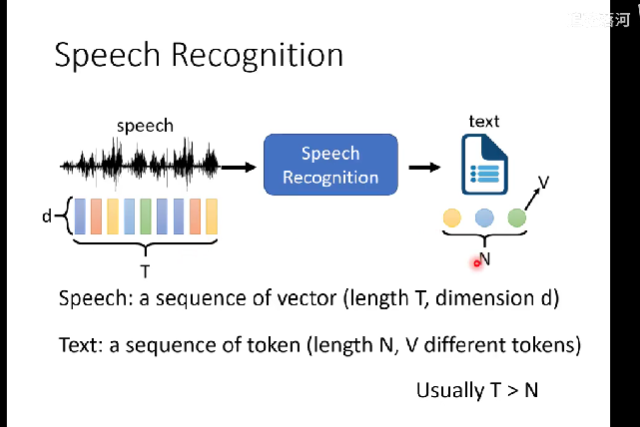 Speech Recognition
speech
Speech
Recognition
text
d
V
T
N
Speech: a sequence of vector (length T, dimension d)
Text: a sequence of token (length N, V different tokens)
Usually T > N